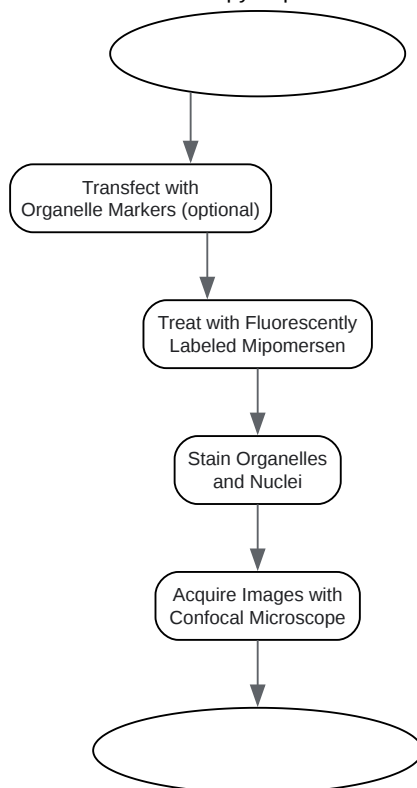 Transfect with
Organelle Markers (optional)
Treat with Fluorescently
Labeled Mipomersen
Stain Organelles
and Nuclei
Acquire Images with
Confocal Microscope